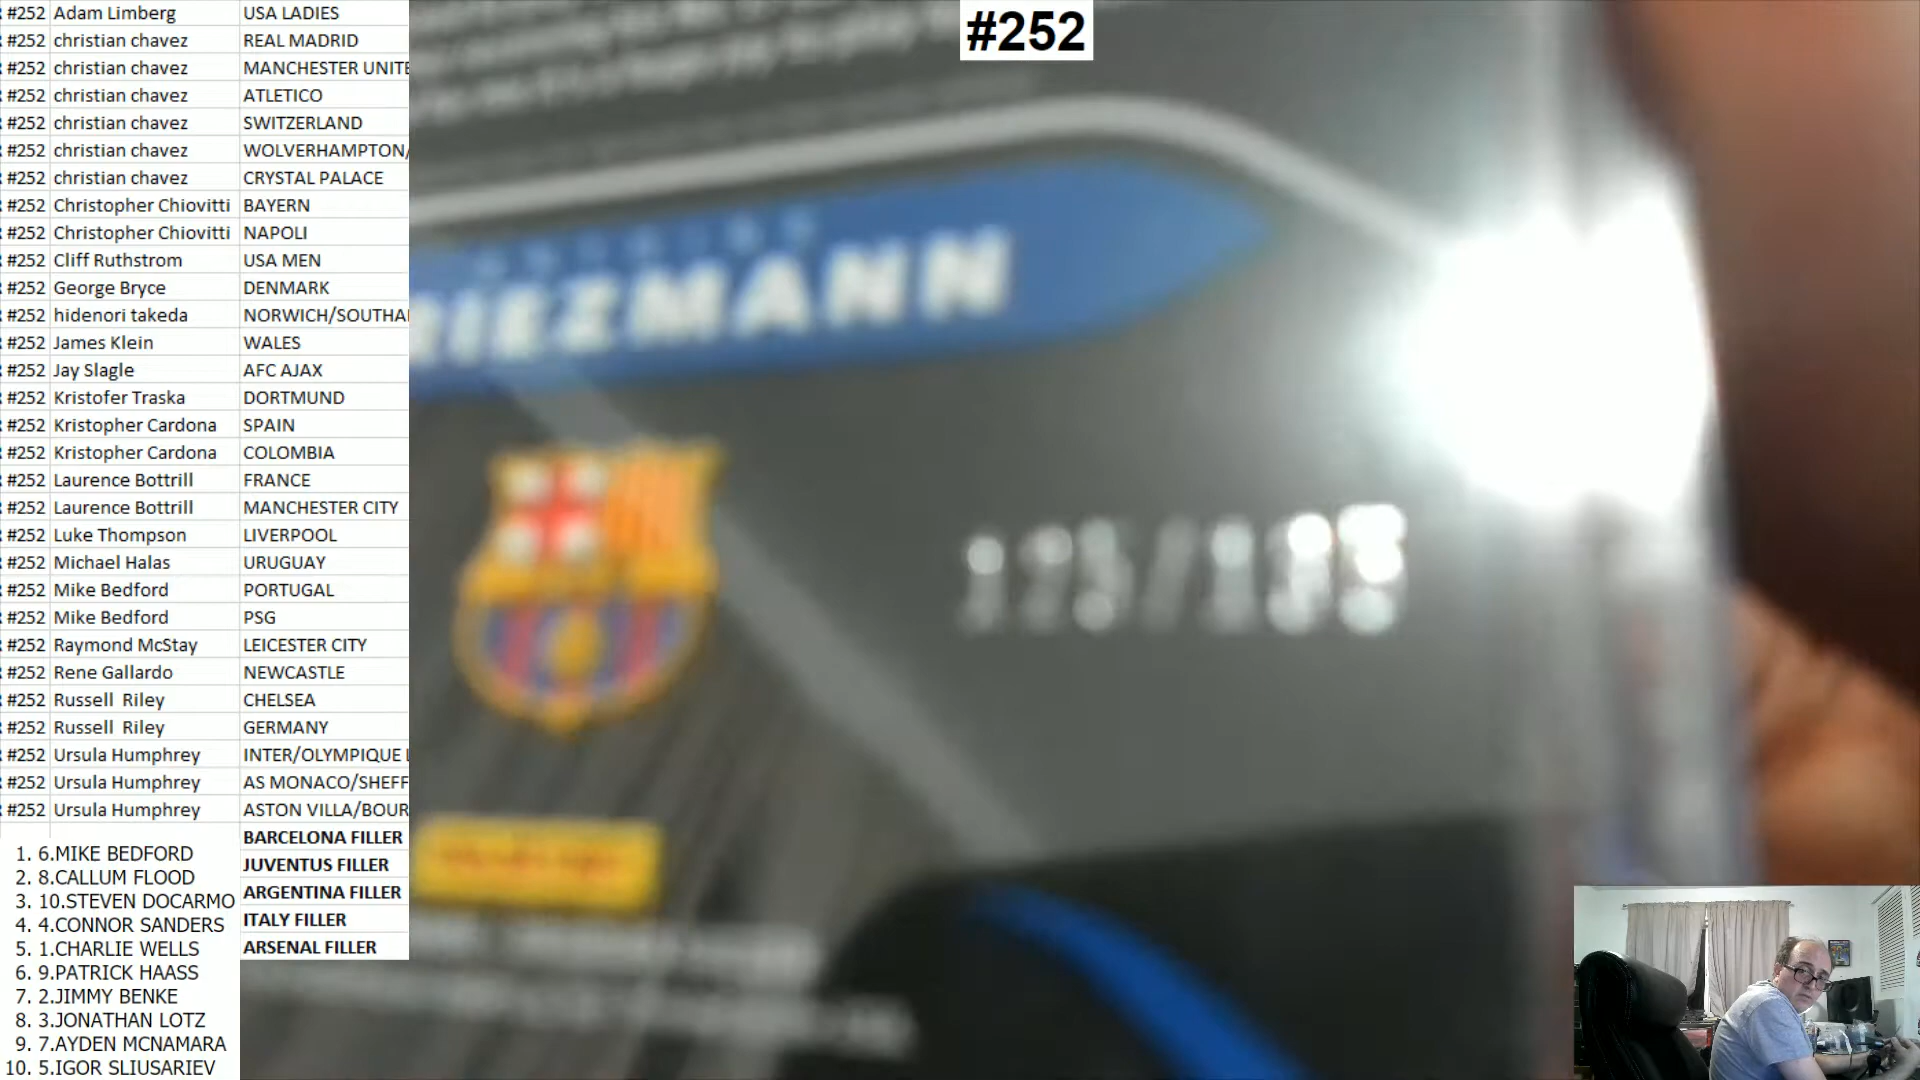 #252 Adam Limberg USA LADIES
#252 christian chavez REAL MADRID
#252 christian chavez MANCHESTER UNITE
#252 christian chavez ATLETICO
#252 christian chavez SWITZERLAND
#252 christian chavez WOLVERHAMPTON/
#252 christian chavez CRYSTAL PALACE
#252 Christopher Chiovitti BAYERN
#252 Christopher Chiovitti NAPOLI
#252 Cliff Ruthstrom USA MEN
#252 George Bryce DENMARK
#252 hidenori takeda NORWICH/SOUTHA
#252 James Klein WALES
#252 Jay Slagle AFC AJAX
#252 Kristofer Traska DORTMUND
#252 Kristopher Cardona SPAIN
#252 Kristopher Cardona COLOMBIA
#252 Laurence Bottrill FRANCE
#252 Laurence Bottrill MANCHESTER CITY
#252 Luke Thompson LIVERPOOL
#252 Michael Halas URUGUAY
#252 Mike Bedford PORTUGAL
#252 Mike Bedford PSG
#252 Raymond McStay LEICESTER CITY
#252 Rene Gallardo NEWCASTLE
#252 Russell Riley CHELSEA
#252 Russell Riley GERMANY
#252 Ursula Humphrey INTER/OLYMPIQUE L
#252 Ursula Humphrey AS MONACO/SHEFF
#252 Ursula Humphrey ASTON VILLA/BOUR
BARCELONA FILLER
JUVENTUS FILLER
ARGENTINA FILLER
ITALY FILLER
ARSENAL FILLER
1. 6.MIKE BEDFORD
2. 8.CALLUM FLOOD
3. 10.STEVEN DOCARMO
4. 4.CONNOR SANDERS
5. 1.CHARLIE WELLS
6. 9.PATRICK HAASS
7. 2.JIMMY BENKE
8. 3.JONATHAN LOTZ
9. 7.AYDEN MCNAMARA
10. 5.IGOR SLIUSARIEV
#252
RIEZMANN